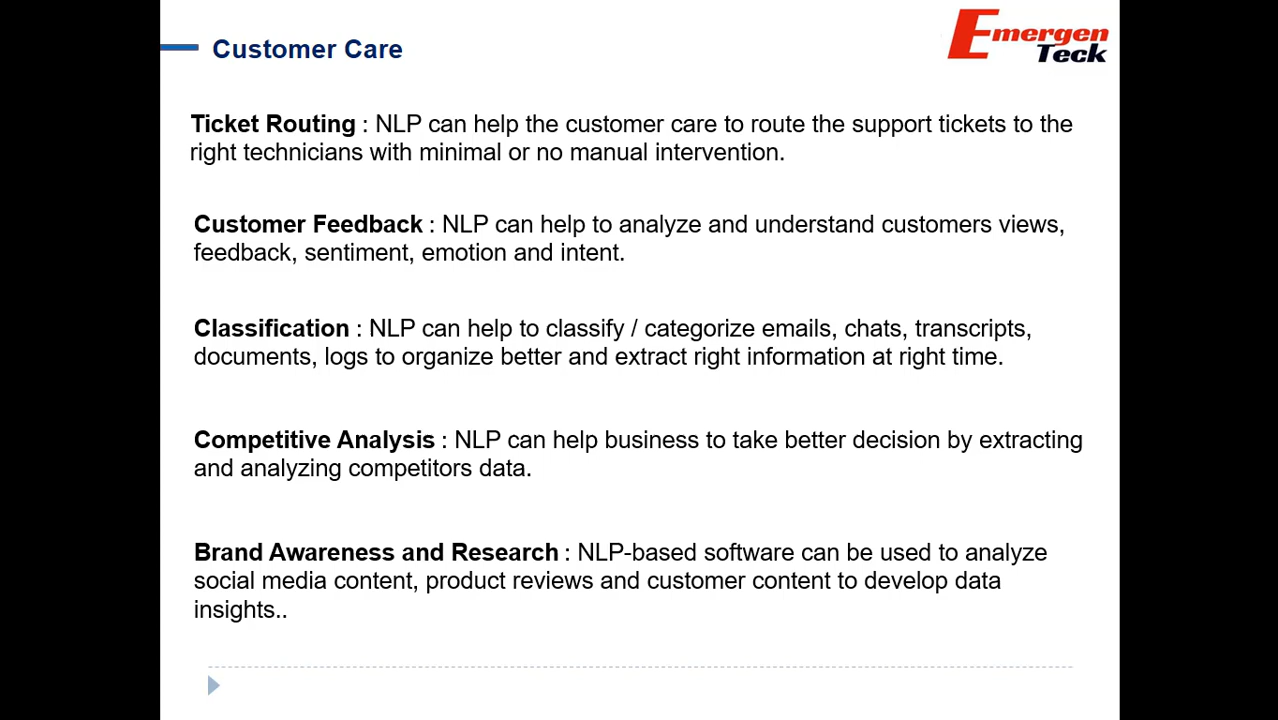 Customer Care
Emergen
Teck
Ticket Routing : NLP can help the customer care to route the support tickets to the
right technicians with minimal or no manual intervention.
Customer Feedback : NLP can help to analyze and understand customers views,
feedback, sentiment, emotion and intent.
Classification : NLP can help to classify / categorize emails, chats, transcripts,
documents, logs to organize better and extract right information at right time.
Competitive Analysis : NLP can help business to take better decision by extracting
and analyzing competitors data.
Brand Awareness and Research : NLP-based software can be used to analyze
social media content, product reviews and customer content to develop data
insights..